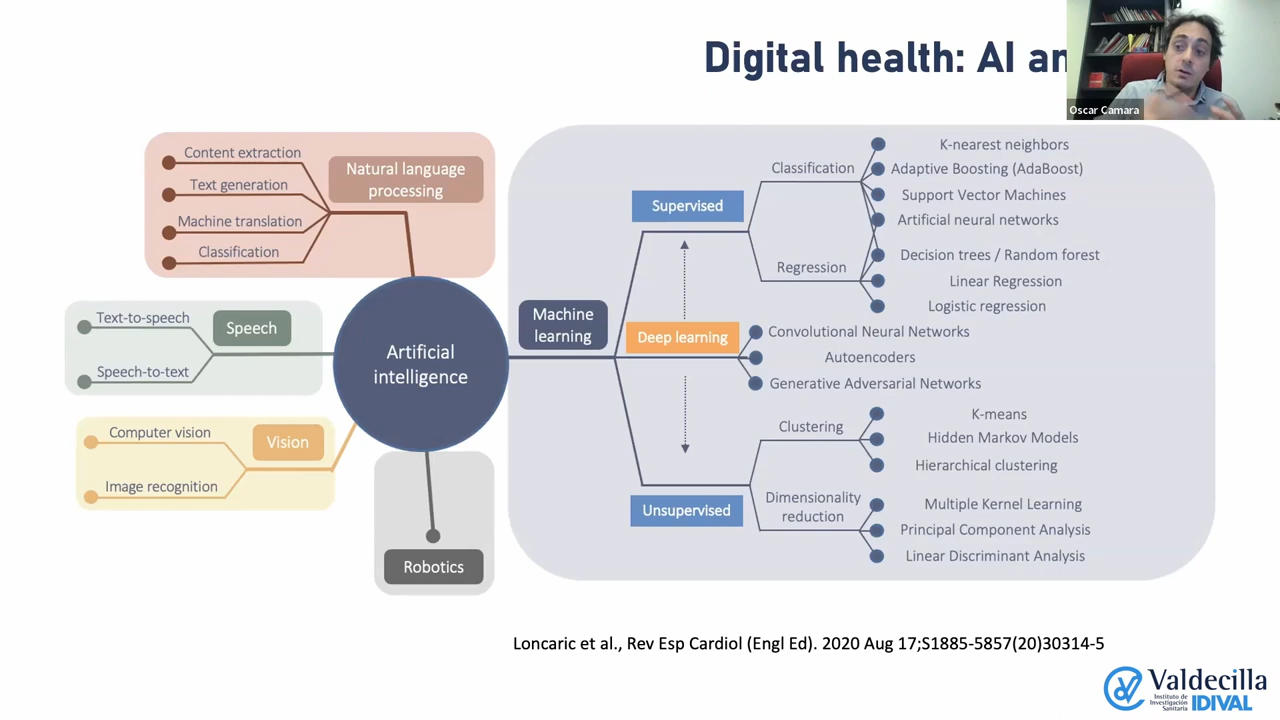 Digital health: AI an
Oscar Camara
Content extraction
Text generation
Machine translation
Classification
Natural language
processing
Text-to-speech
Speech-to-text
Speech
Computer vision
Image recognition
Vision
Artificial
intelligence
Robotics
Machine
learning
Supervised
Deep learning
Unsupervised
Classification
Regression
K-nearest neighbors
Adaptive Boosting (AdaBoost)
Support Vector Machines
Artificial neural networks
Decision trees / Random forest
Linear Regression
Logistic regression
Convolutional Neural Networks
Autoencoders
Generative Adversarial Networks
Clustering
K-means
Hidden Markov Models
Hierarchical clustering
Dimensionality
reduction
Multiple Kernel Learning
Principal Component Analysis
Linear Discriminant Analysis
Loncaric et al., Rev Esp Cardiol (Engl Ed). 2020 Aug 17;S1885-5857(20)30314-5
Valdecilla
Instituto de
Investigación
Sanitaria
IDIVAL